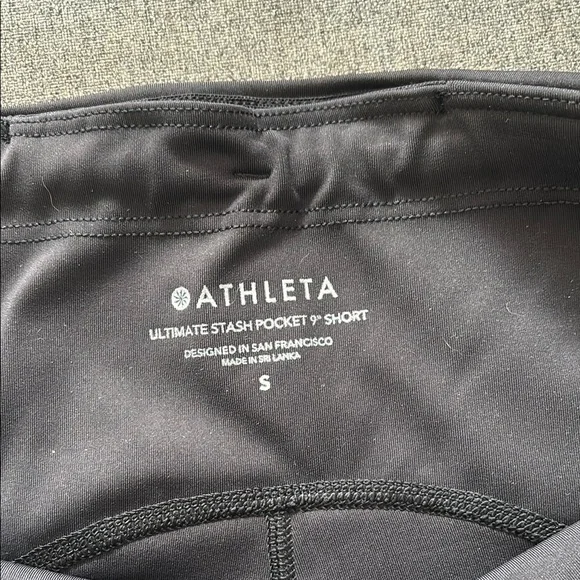 ATHLETA
ULTIMATE STASH POCKET 9" SHORT
DESIGNED IN SAN FRANCISCO
MADE IN SRI LANKA
S